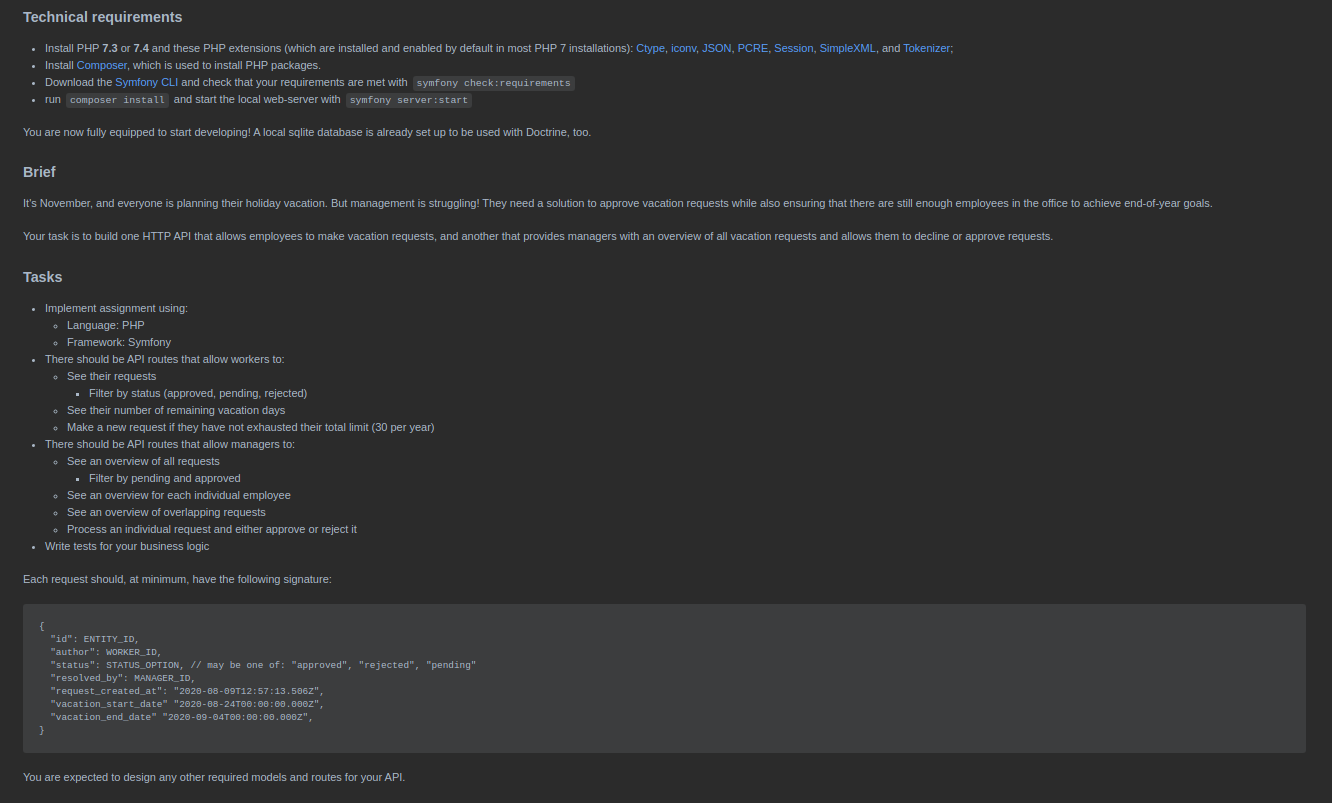 Technical requirements
Install PHP 7.3 or 7.4 and these PHP extensions (which are installed and enabled by default in most PHP 7 installations): Ctype, iconv, JSON, PCRE, Session, SimpleXML, and Tokenizer;
Install Composer, which is used to install PHP packages.
Download the Symfony CLI and check that your requirements are met with symfony check:requirements
run composer install and start the local web-server with symfony server:start
You are now fully equipped to start developing! A local sqlite database is already set up to be used with Doctrine, too.
Brief
It's November, and everyone is planning their holiday vacation. But management is struggling! They need a solution to approve vacation requests while also ensuring that there are still enough employees in the office to achieve end-of-year goals.
Your task is to build one HTTP API that allows employees to make vacation requests, and another that provides managers with an overview of all vacation requests and allows them to decline or approve requests.
Tasks
Implement assignment using:
Language: PHP
Framework: Symfony
There should be API routes that allow workers to:
See their requests
Filter by status (approved, pending, rejected)
See their number of remaining vacation days
Make a new request if they have not exhausted their total limit (30 per year)
There should be API routes that allow managers to:
See an overview of all requests
Filter by pending and approved
See an overview for each individual employee
See an overview of overlapping requests
Process an individual request and either approve or reject it
Write tests for your business logic
Each request should, at minimum, have the following signature:
{
"id": ENTITY_ID,
"author": WORKER_ID,
"status": STATUS_OPTION, // may be one of: "approved", "rejected", "pending"
"resolved_by": MANAGER_ID,
"request_created_at": "2020-08-09T12:57:13.506Z",
"vacation_start_date" "2020-08-24T00:00:00.000Z",
"vacation_end_date" "2020-09-04T00:00:00.000Z",
}
You are expected to design any other required models and routes for your API.